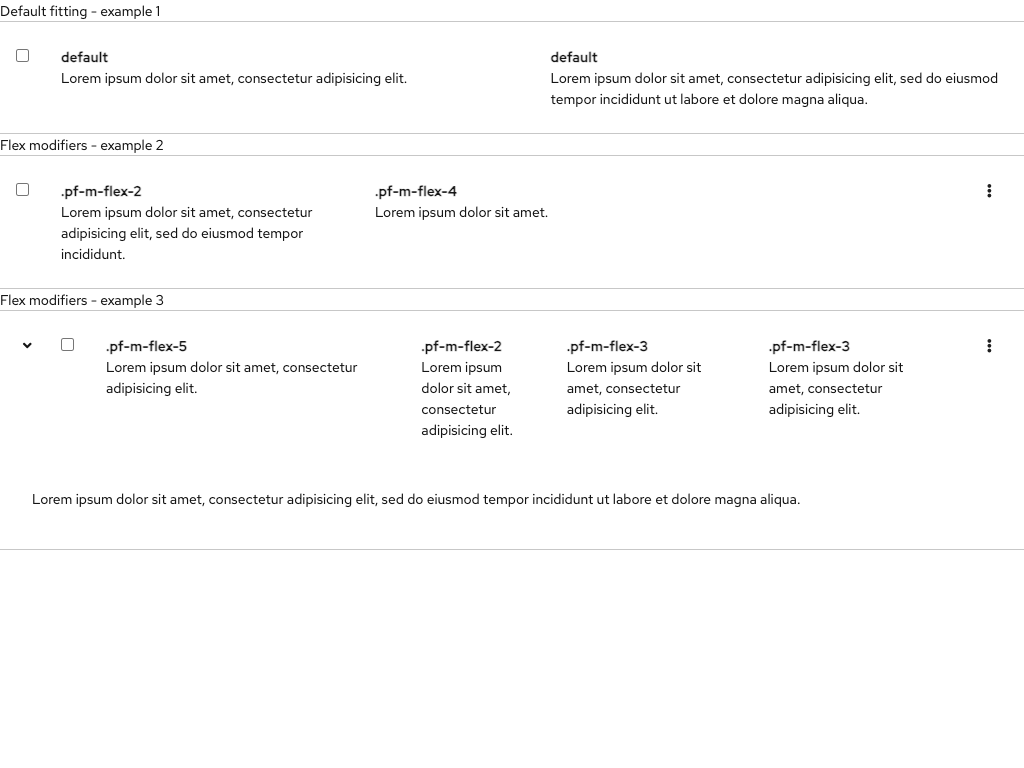 Default fitting - example 1
default
Lorem ipsum dolor sit amet, consectetur adipisicing elit.
default
Lorem ipsum dolor sit amet, consectetur adipisicing elit, sed do eiusmod
tempor incididunt ut labore et dolore magna aliqua.
Flex modifiers - example 2
.pf-m-flex-2
Lorem ipsum dolor sit amet, consectetur
adipisicing elit, sed do eiusmod tempor
incididunt.
.pf-m-flex-4
Lorem ipsum dolor sit amet.
Flex modifiers - example 3
.pf-m-flex-5
Lorem ipsum dolor sit amet, consectetur
adipisicing elit.
.pf-m-flex-2
Lorem ipsum
dolor sit amet,
consectetur
adipisicing elit.
.pf-m-flex-3
Lorem ipsum dolor sit
amet, consectetur
adipisicing elit.
.pf-m-flex-3
Lorem ipsum dolor sit
amet, consectetur
adipisicing elit.
Lorem ipsum dolor sit amet, consectetur adipisicing elit, sed do eiusmod tempor incididunt ut labore et dolore magna aliqua.